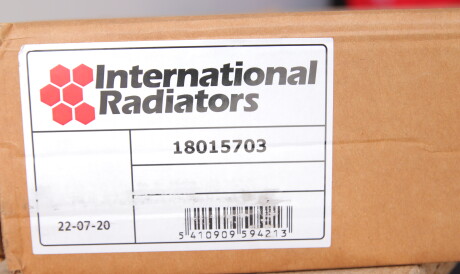 International
Radiators
18015703
22-07-20
5 410909 594213